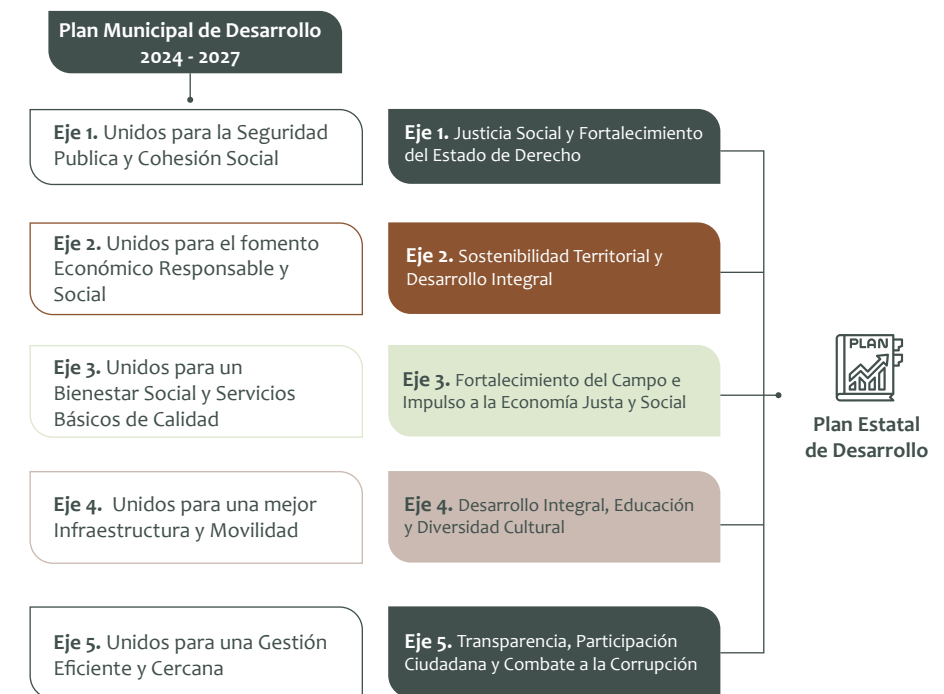 Plan Municipal de Desarrollo
2024 - 2027
Eje 1. Unidos para la Seguridad
Publica y Cohesión Social
Eje 1. Justicia Social y Fortalecimiento
del Estado de Derecho
Eje 2. Unidos para el fomento
Económico Responsable y
Social
Eje 2. Sostenibilidad Territorial y
Desarrollo Integral
Eje 3. Unidos para un
Bienestar Social y Servicios
Básicos de Calidad
Eje 3. Fortalecimiento del Campo e
Impulso a la Economía Justa y Social
PLAN
Plan Estatal
de Desarrollo
Eje 4. Unidos para una mejor
Infraestructura y Movilidad
Eje 4. Desarrollo Integral, Educación
y Diversidad Cultural
Eje 5. Unidos para una Gestión
Eficiente y Cercana
Eje 5. Transparencia, Participación
Ciudadana y Combate a la Corrupción